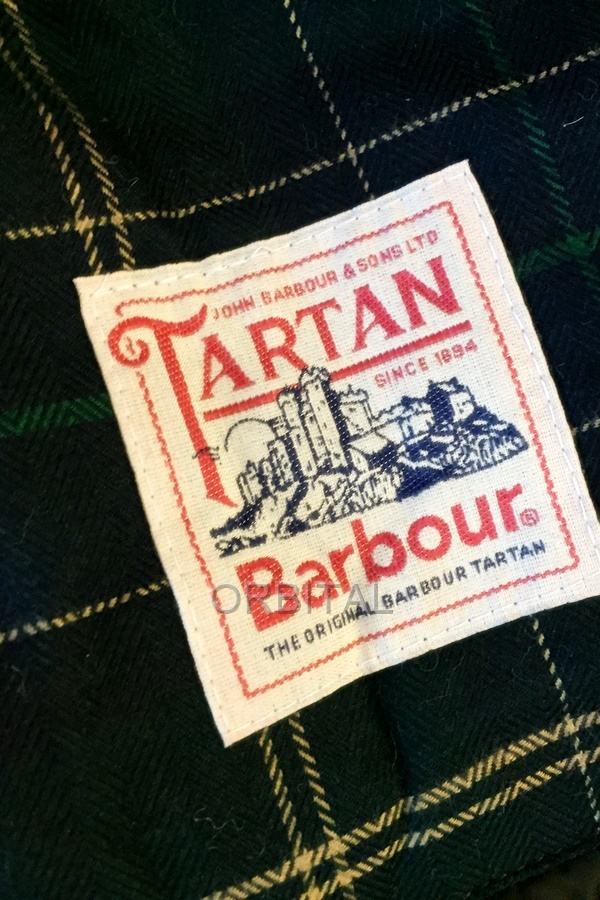 JOHN BARBOUR & SONS LTD
TARTAN
SINCE 1894
Barbour®
ORBITAL
THE ORIGINAL BARBOUR TARTAN